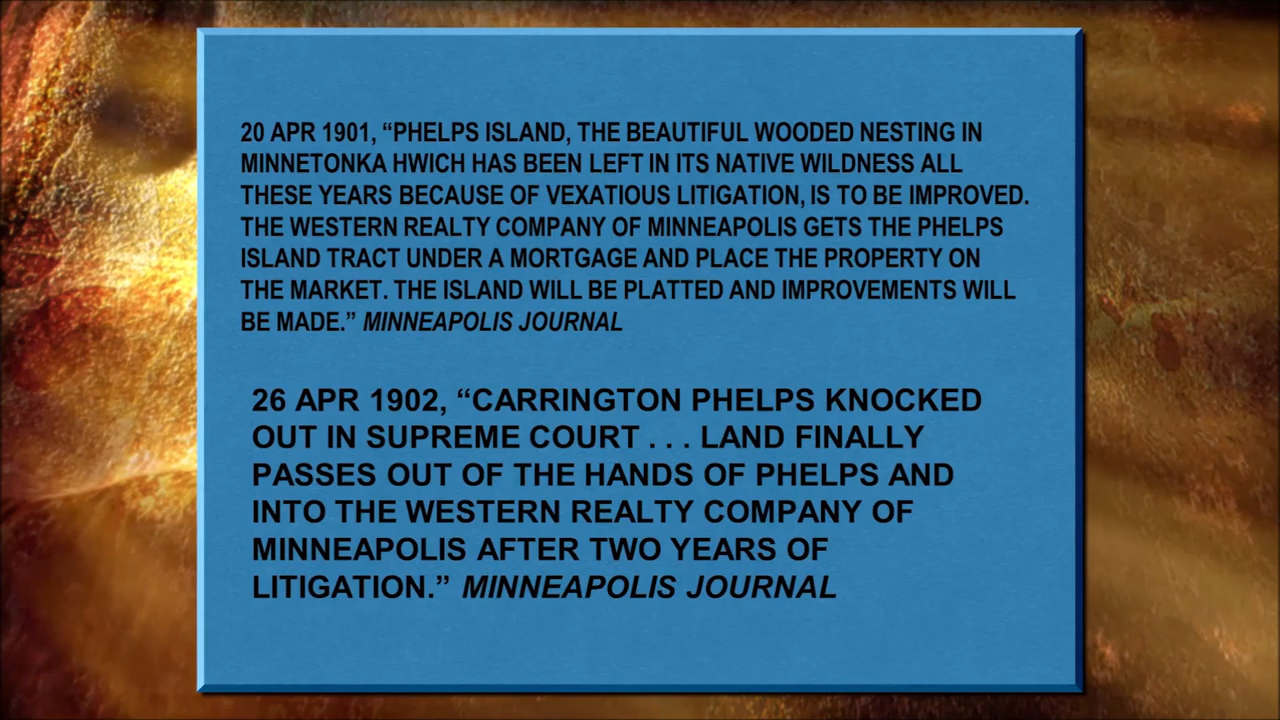 20 APR 1901, “PHELPS ISLAND, THE BEAUTIFUL WOODED NESTING IN
MINNETONKA HWICH HAS BEEN LEFT IN ITS NATIVE WILDNESS ALL
THESE YEARS BECAUSE OF VEXATIOUS LITIGATION, IS TO BE IMPROVED.
THE WESTERN REALTY COMPANY OF MINNEAPOLIS GETS THE PHELPS
ISLAND TRACT UNDER A MORTGAGE AND PLACE THE PROPERTY ON
THE MARKET. THE ISLAND WILL BE PLATTED AND IMPROVEMENTS WILL
BE MADE.” MINNEAPOLIS JOURNAL
26 APR 1902, “CARRINGTON PHELPS KNOCKED
OUT IN SUPREME COURT . . . LAND FINALLY
PASSES OUT OF THE HANDS OF PHELPS AND
INTO THE WESTERN REALTY COMPANY OF
MINNEAPOLIS AFTER TWO YEARS OF
LITIGATION.” MINNEAPOLIS JOURNAL